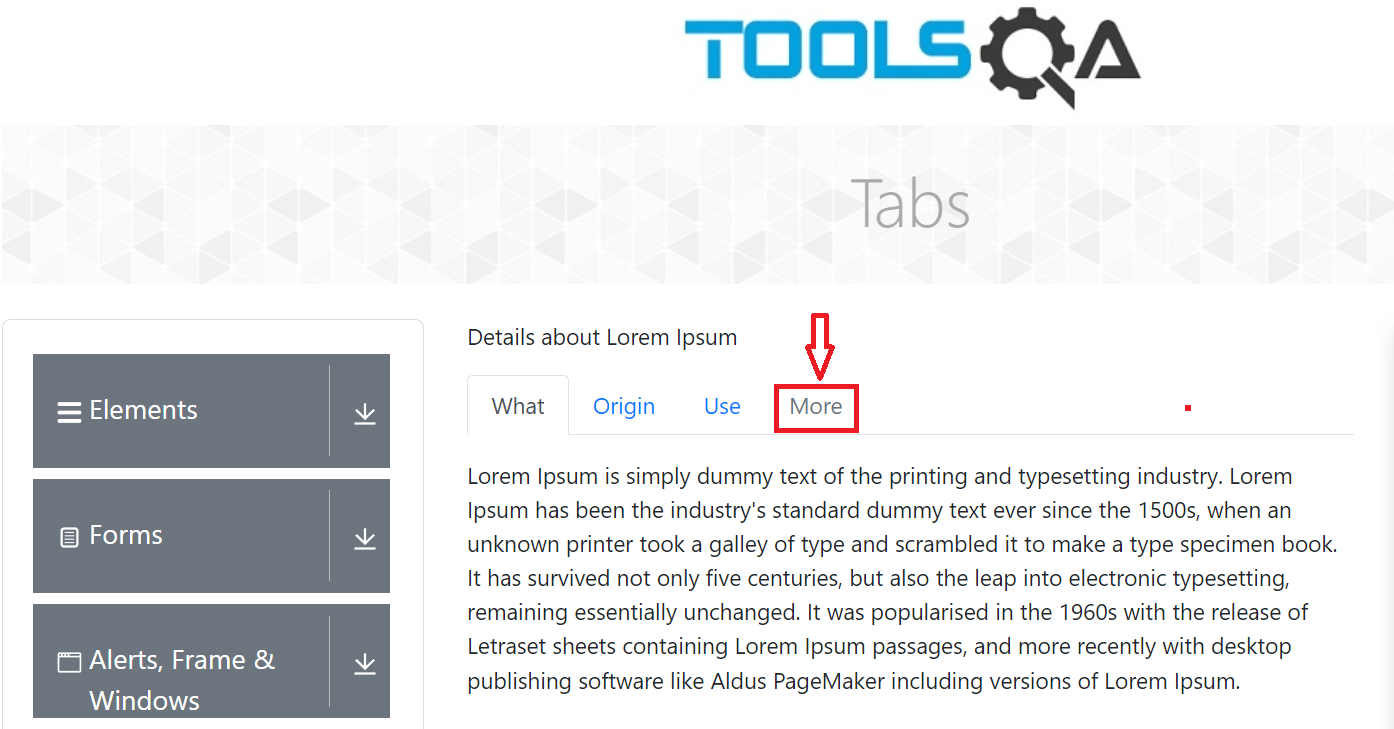 TOOLSQA
Tabs
Elements
Forms
Alerts, Frame &
Windows
Details about Lorem Ipsum
What Origin Use More
Lorem Ipsum is simply dummy text of the printing and typesetting industry. Lorem
Ipsum has been the industry's standard dummy text ever since the 1500s, when an
unknown printer took a galley of type and scrambled it to make a type specimen book.
It has survived not only five centuries, but also the leap into electronic typesetting,
remaining essentially unchanged. It was popularised in the 1960s with the release of
Letraset sheets containing Lorem Ipsum passages, and more recently with desktop
publishing software like Aldus PageMaker including versions of Lorem Ipsum.